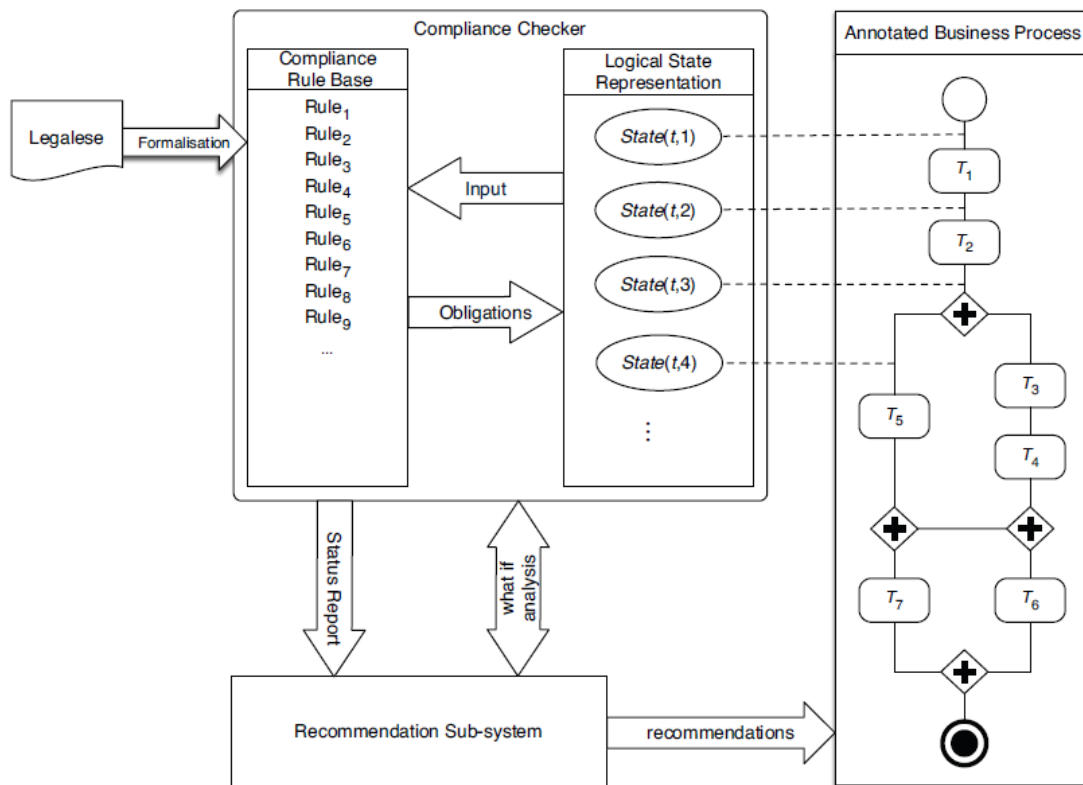 Compliance Checker
Annotated Business Process
Compliance
Rule Base
Rule1
Rule2
Rule3
Rule4
Rule5
Rule6
Rule7
Rule8
Rule9
...
Logical State
Representation
State(t,1)
State(t,2)
State(t,3)
State(t,4)
⋮
Legalese
Formalisation
Input
Obligations
T1
T2
T3
T5
T4
T7
T6
Status Report
what if
analysis
Recommendation Sub-system
recommendations